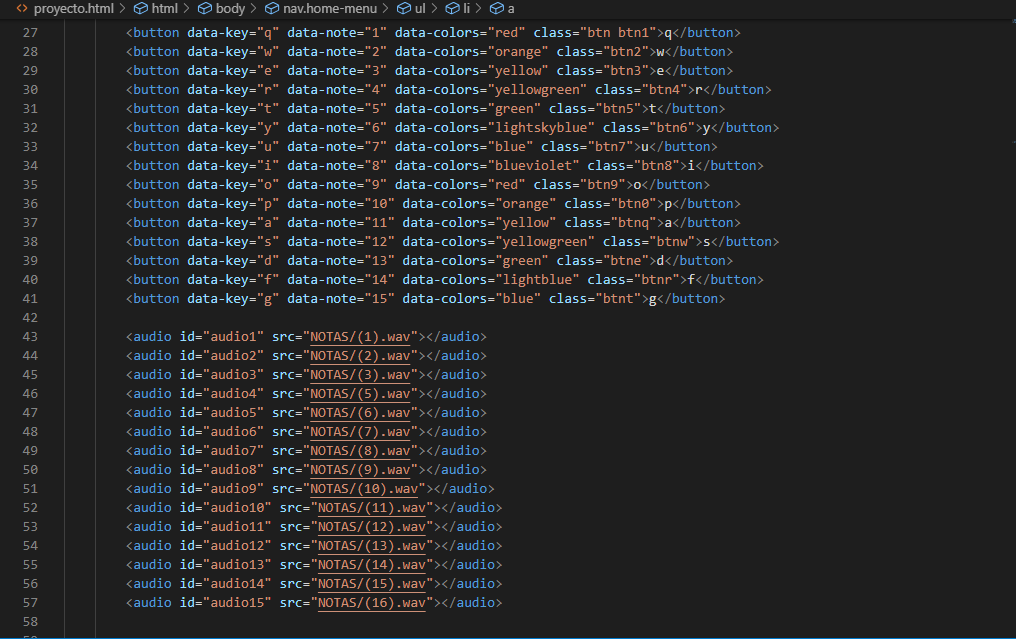 proyecto.html > html > body > nav.home-menu > ul > li > a
27 <button data-key="q" data-note="1" data-colors="red" class="btn btn1">q</button>
28 <button data-key="w" data-note="2" data-colors="orange" class="btn2">w</button>
29 <button data-key="e" data-note="3" data-colors="yellow" class="btn3">e</button>
30 <button data-key="r" data-note="4" data-colors="yellowgreen" class="btn4">r</button>
31 <button data-key="t" data-note="5" data-colors="green" class="btn5">t</button>
32 <button data-key="y" data-note="6" data-colors="lightskyblue" class="btn6">y</button>
33 <button data-key="u" data-note="7" data-colors="blue" class="btn7">u</button>
34 <button data-key="i" data-note="8" data-colors="blueviolet" class="btn8">i</button>
35 <button data-key="o" data-note="9" data-colors="red" class="btn9">o</button>
36 <button data-key="p" data-note="10" data-colors="orange" class="btn0">p</button>
37 <button data-key="a" data-note="11" data-colors="yellow" class="btnq">a</button>
38 <button data-key="s" data-note="12" data-colors="yellowgreen" class="btnw">s</button>
39 <button data-key="d" data-note="13" data-colors="green" class="btne">d</button>
40 <button data-key="f" data-note="14" data-colors="lightblue" class="btnr">f</button>
41 <button data-key="g" data-note="15" data-colors="blue" class="btnt">g</button>
42
43 <audio id="audio1" src="NOTAS/(1).wav"></audio>
44 <audio id="audio2" src="NOTAS/(2).wav"></audio>
45 <audio id="audio3" src="NOTAS/(3).wav"></audio>
46 <audio id="audio4" src="NOTAS/(5).wav"></audio>
47 <audio id="audio5" src="NOTAS/(6).wav"></audio>
48 <audio id="audio6" src="NOTAS/(7).wav"></audio>
49 <audio id="audio7" src="NOTAS/(8).wav"></audio>
50 <audio id="audio8" src="NOTAS/(9).wav"></audio>
51 <audio id="audio9" src="NOTAS/(10).wav"></audio>
52 <audio id="audio10" src="NOTAS/(11).wav"></audio>
53 <audio id="audio11" src="NOTAS/(12).wav"></audio>
54 <audio id="audio12" src="NOTAS/(13).wav"></audio>
55 <audio id="audio13" src="NOTAS/(14).wav"></audio>
56 <audio id="audio14" src="NOTAS/(15).wav"></audio>
57 <audio id="audio15" src="NOTAS/(16).wav"></audio>
58